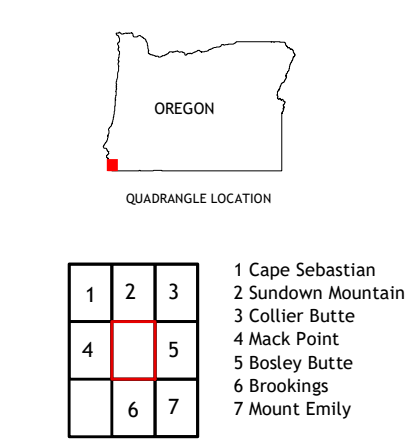 OREGON
QUADRANGLE LOCATION
1 2 3
4 5
6 7
1 Cape Sebastian
2 Sundown Mountain
3 Collier Butte
4 Mack Point
5 Bosley Butte
6 Brookings
7 Mount Emily